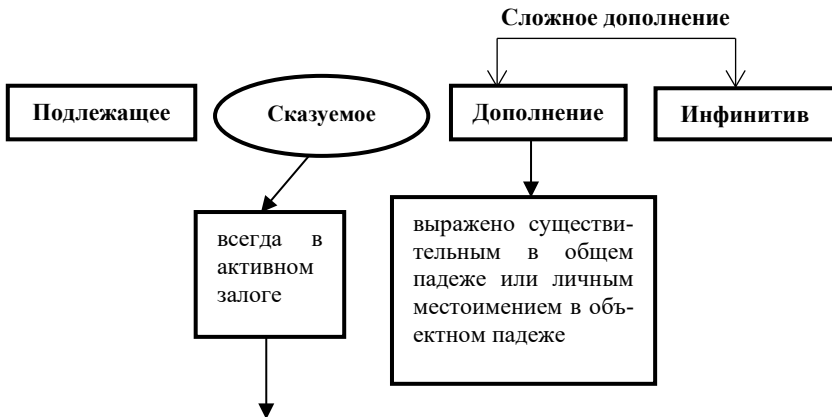 Сложное дополнение
Подлежащее
Сказуемое
Дополнение
Инфинитив
всегда в
активном
залоге
выражено существи-
тельным в общем
падеже или личным
местоимением в объ-
ектном падеже